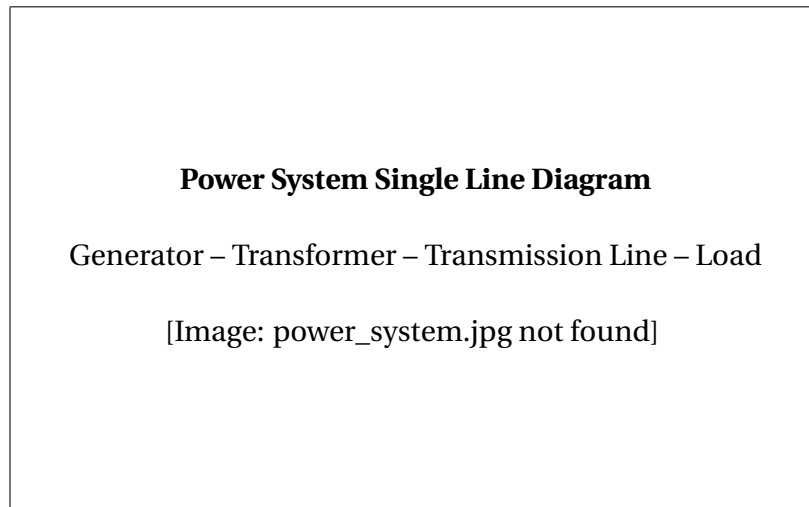 Power System Single Line Diagram
Generator – Transformer – Transmission Line – Load
[Image: power_system.jpg not found]